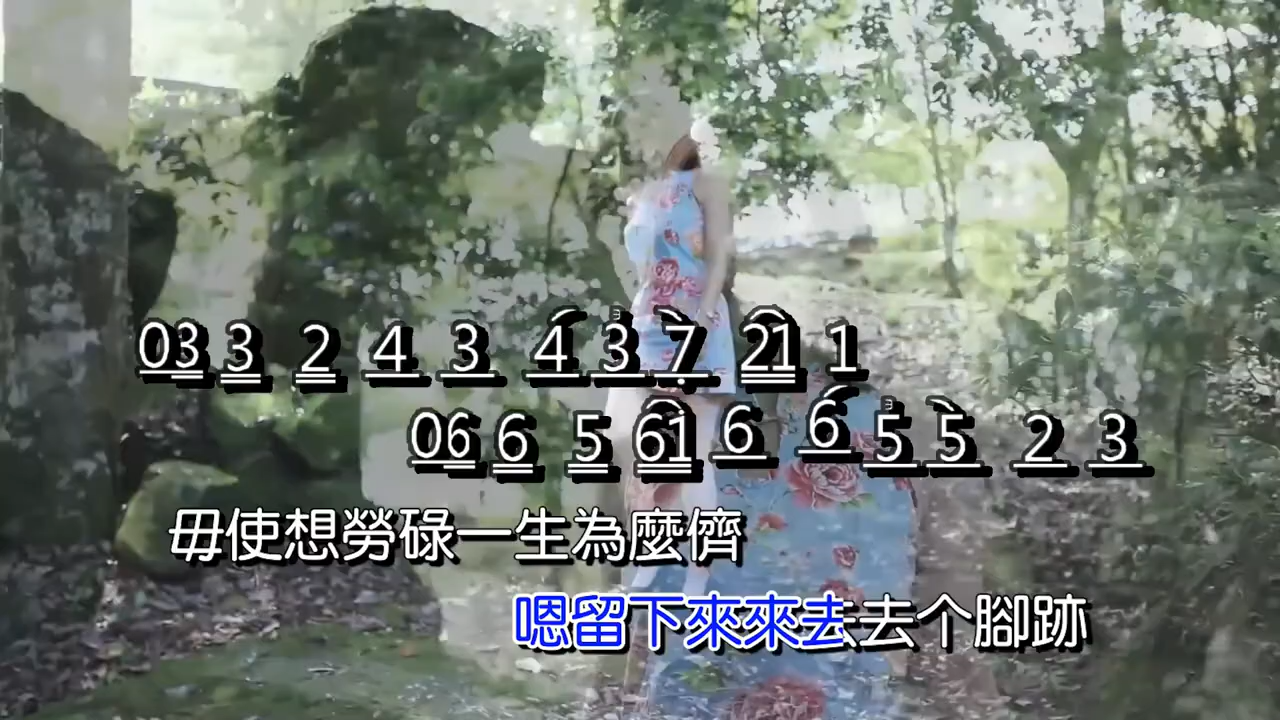 03 3 2 4 3 4 3 7 21 1
06 6 5 61 6 6 5 5 2 3
毋使想勞碌一生為麼儕
嗯留下來來去去个腳跡